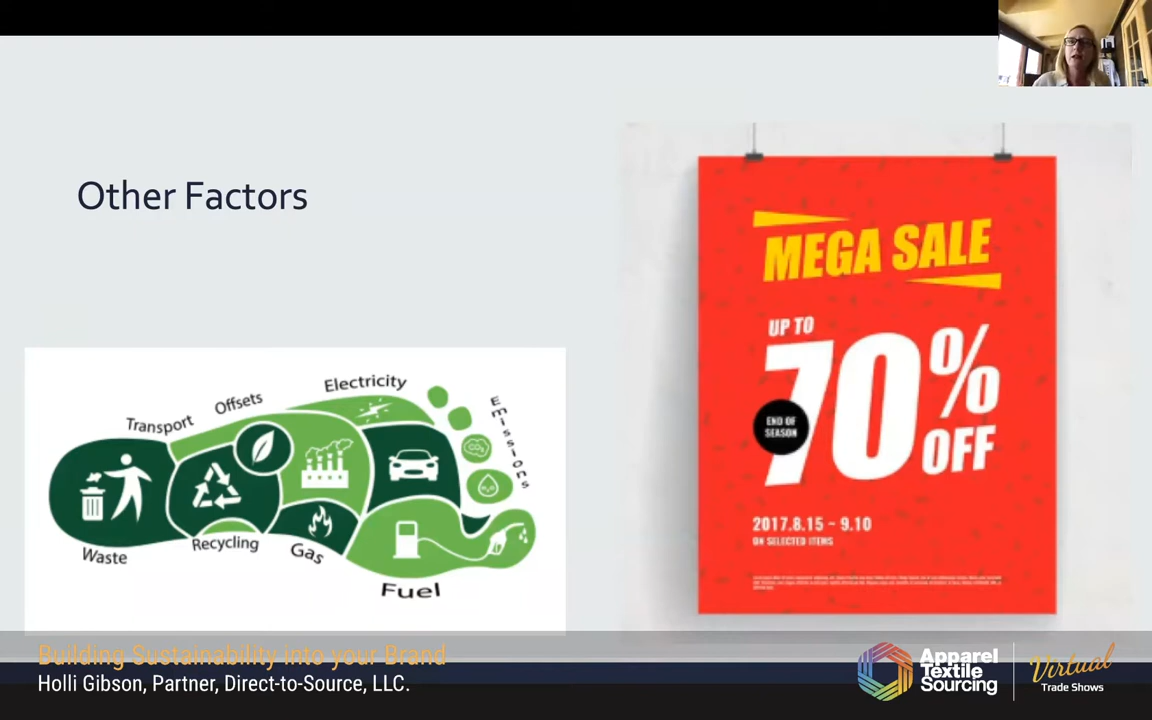 Other Factors
MEGA SALE
UP TO
70%
OFF
END OF
SEASON
2017.8.15 - 9.10
ON SELECTED ITEMS
Transport
Offsets
Electricity
Emissions
Waste
Recycling
Gas
Fuel
CO2
Building Sustainability into your Brand
Holli Gibson, Partner, Direct-to-Source, LLC.
Apparel
Textile
Sourcing
Virtual
Trade Shows